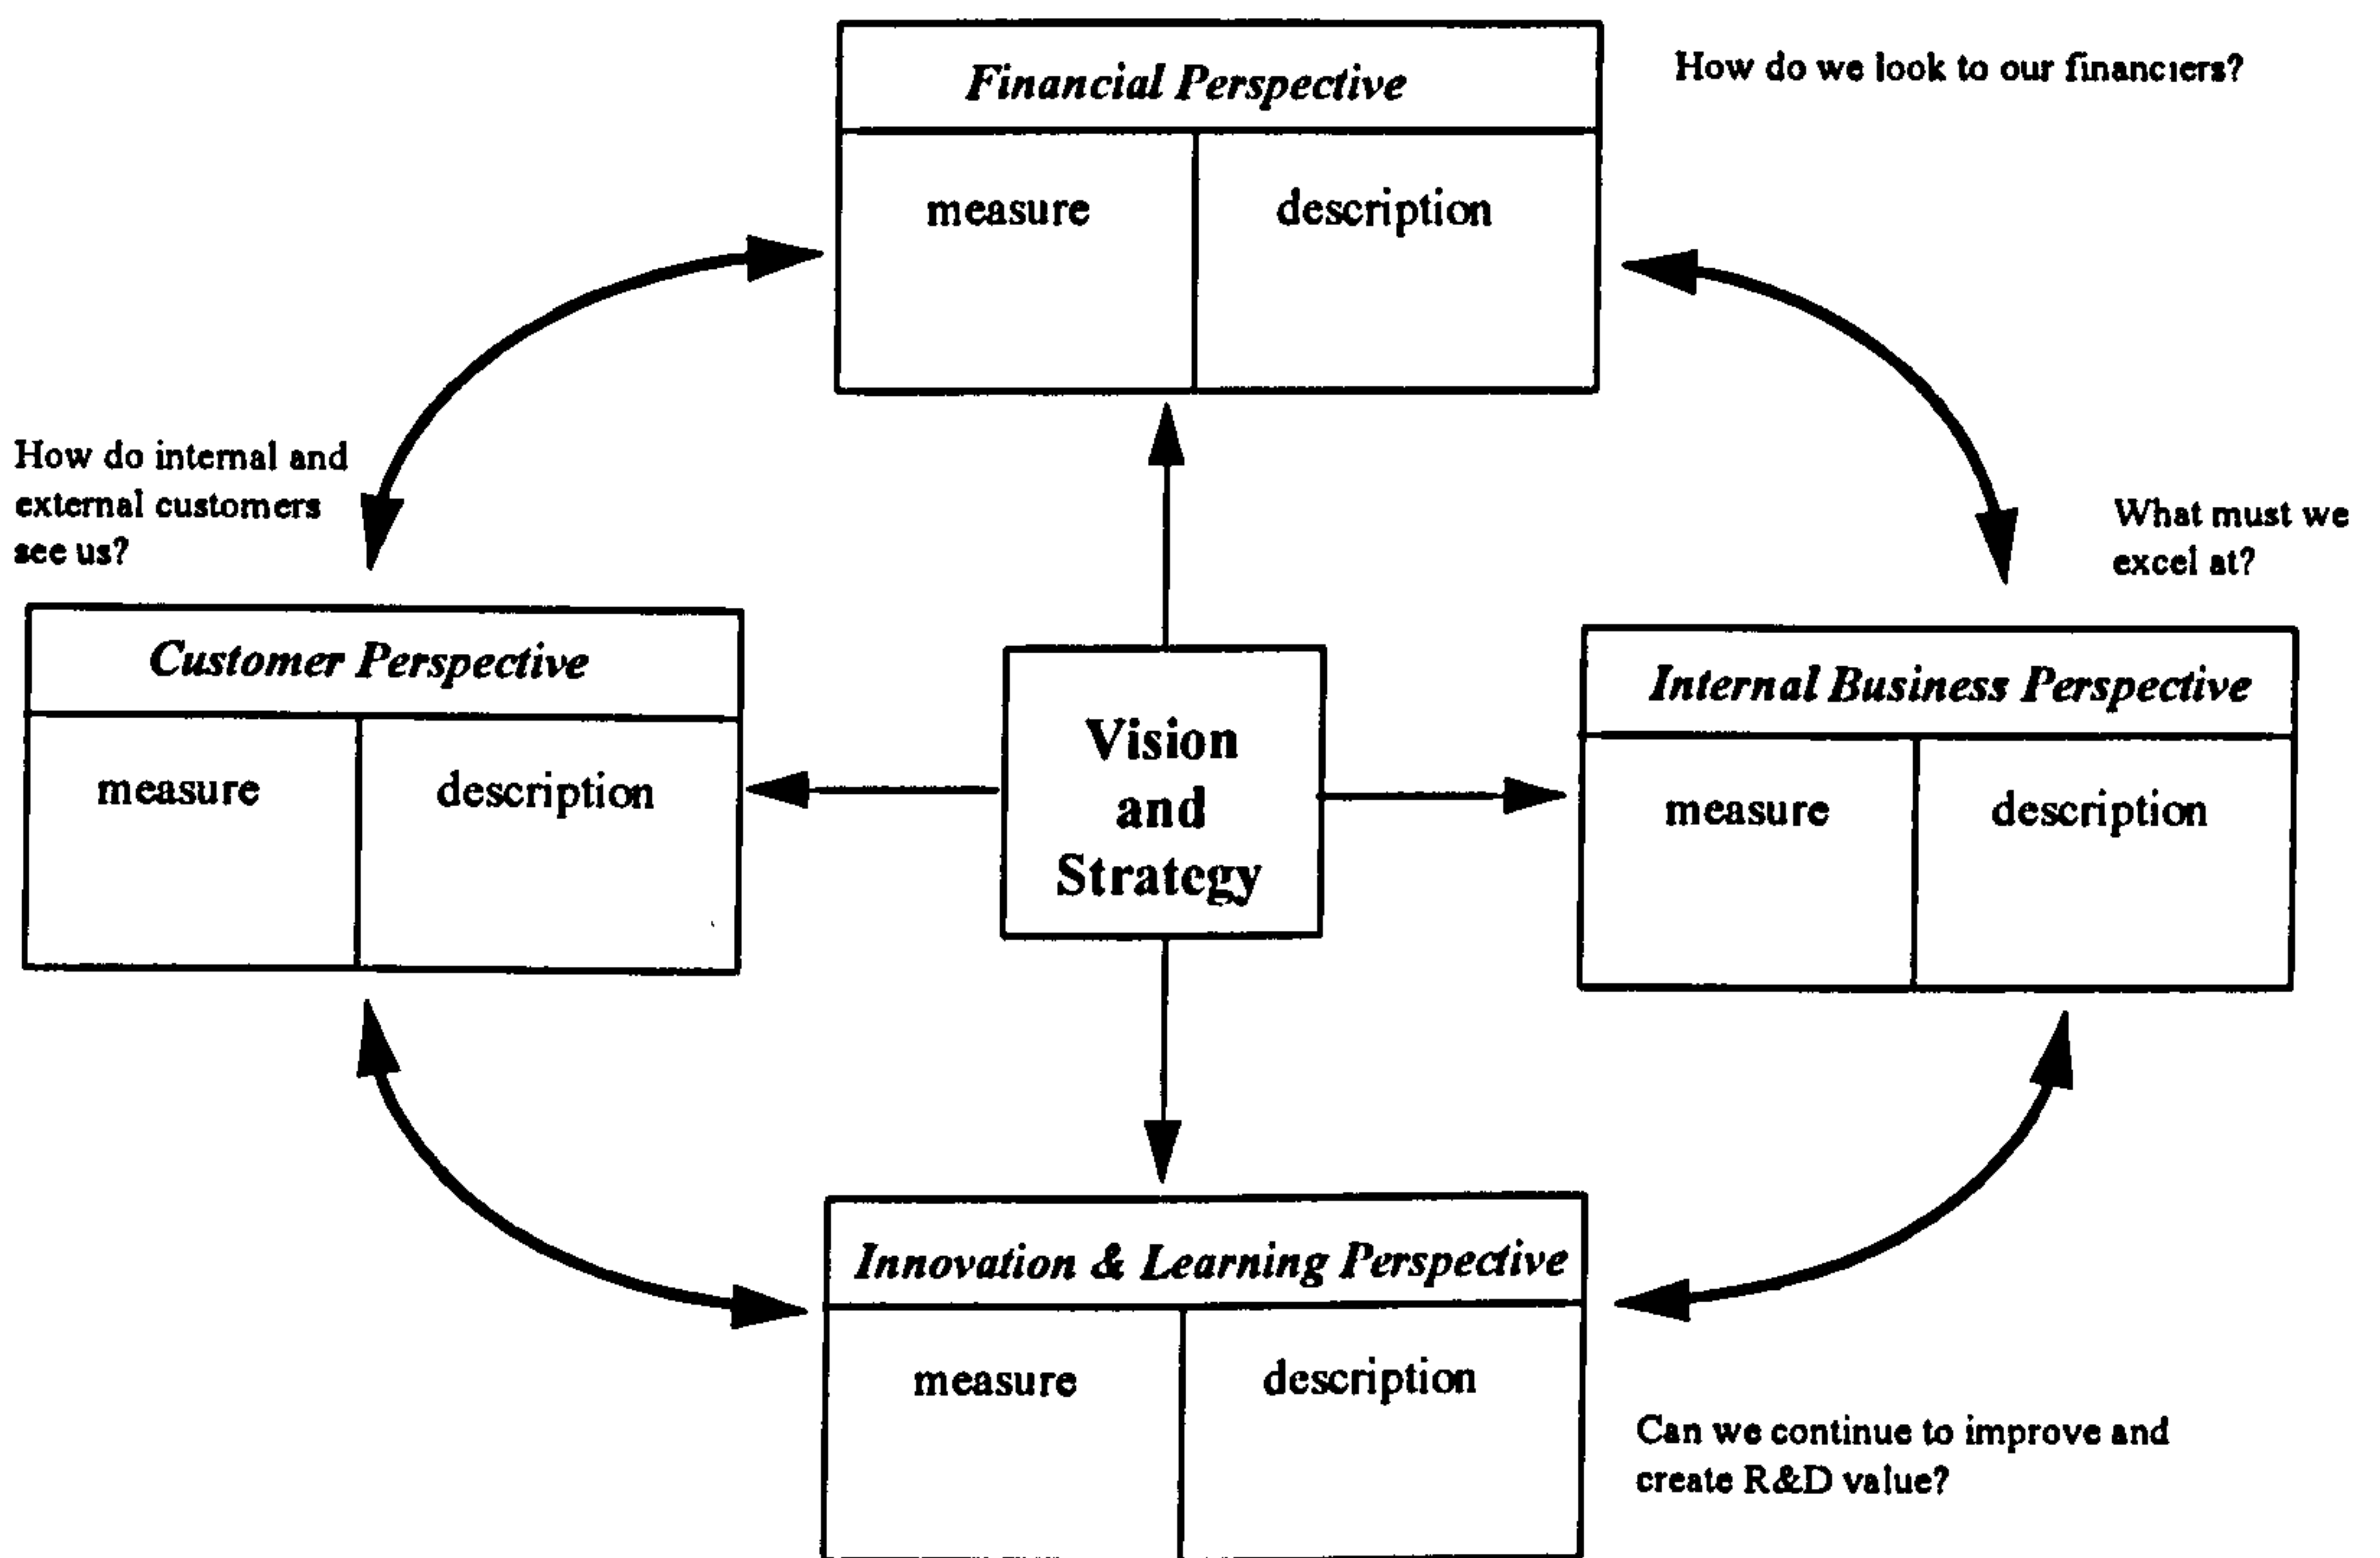 Financial Perspective
How do we look to our financiers?
measure
description
How do internal and
external customers
see us?
What must we
excel at?
Customer Perspective
measure
description
Vision
and
Strategy
Internal Business Perspective
measure
description
Innovation & Learning Perspective
measure
description
Can we continue to improve and
create R&D value?